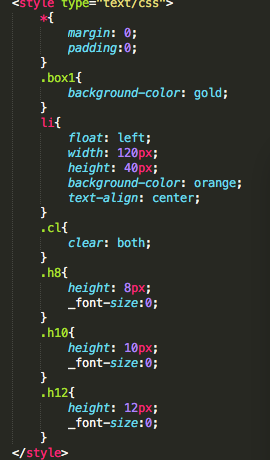 <style type="text/css">
*{
margin: 0;
padding:0;
}
.box1{
background-color: gold;
}
li{
float: left;
width: 120px;
height: 40px;
background-color: orange;
text-align: center;
}
.cl{
clear: both;
}
.h8{
height: 8px;
_font-size:0;
}
.h10{
height: 10px;
_font-size:0;
}
.h12{
height: 12px;
_font-size:0;
}
</style>